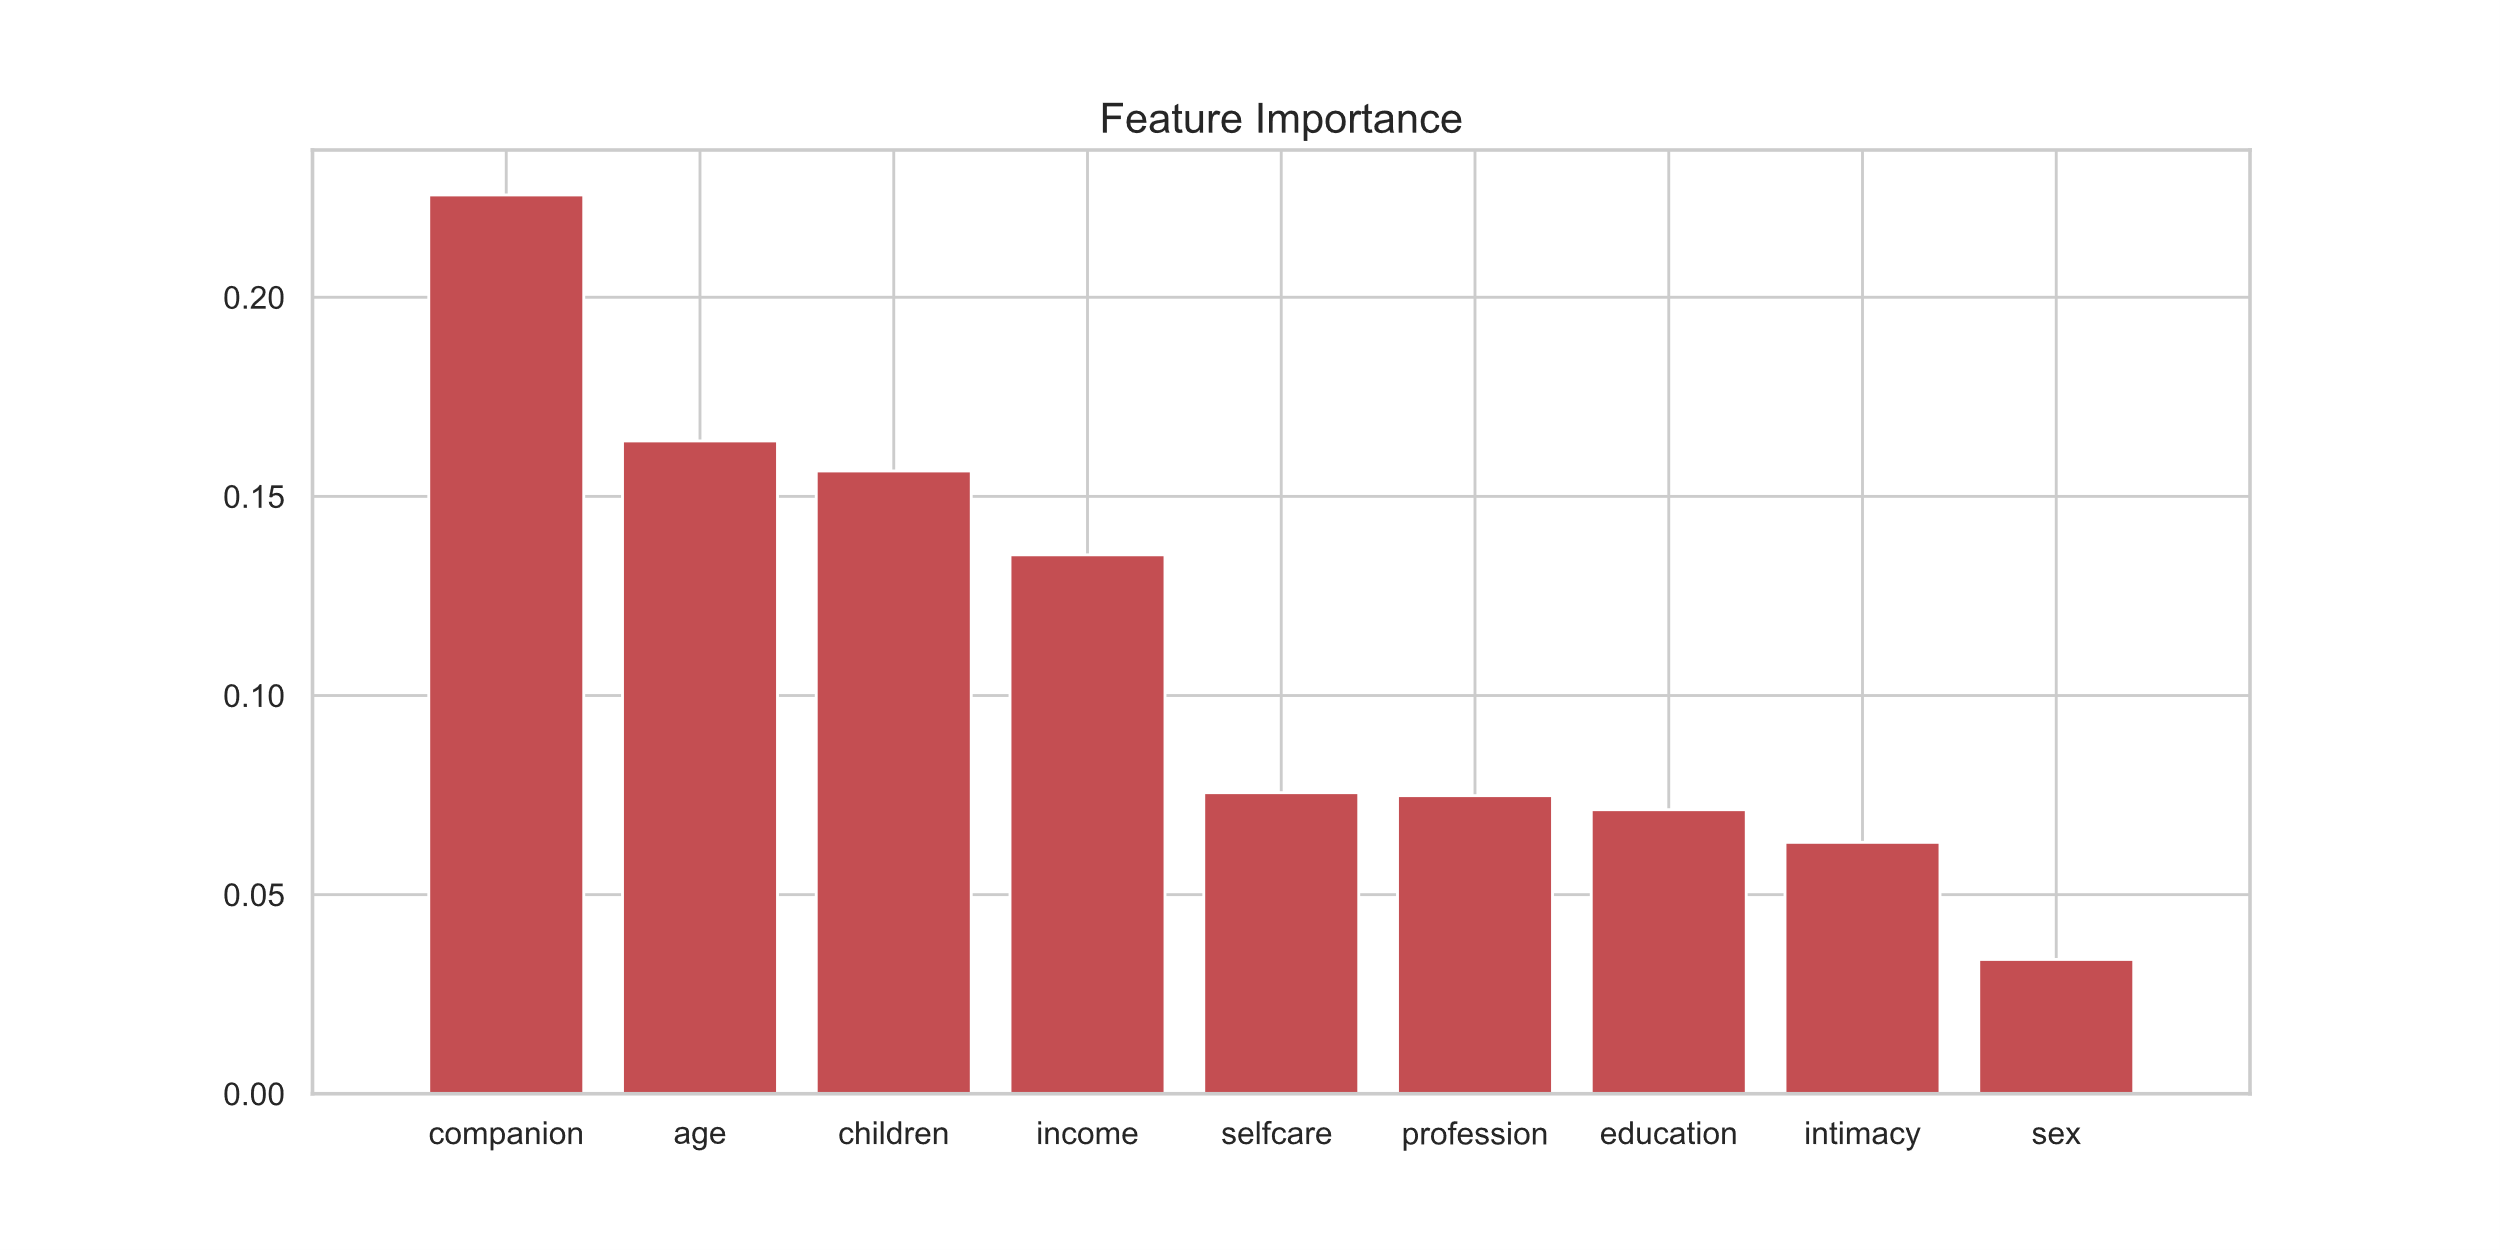 Feature Importance
0.20
0.15
0.10
0.05
0.00
companion age children income selfcare profession education intimacy sex